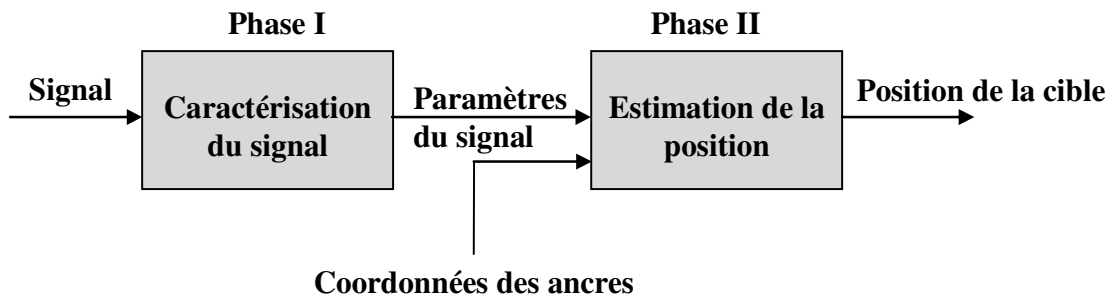 Phase I
Phase II
Signal
Caractérisation
du signal
Paramètres
du signal
Estimation de la
position
Position de la cible
Coordonnées des ancres